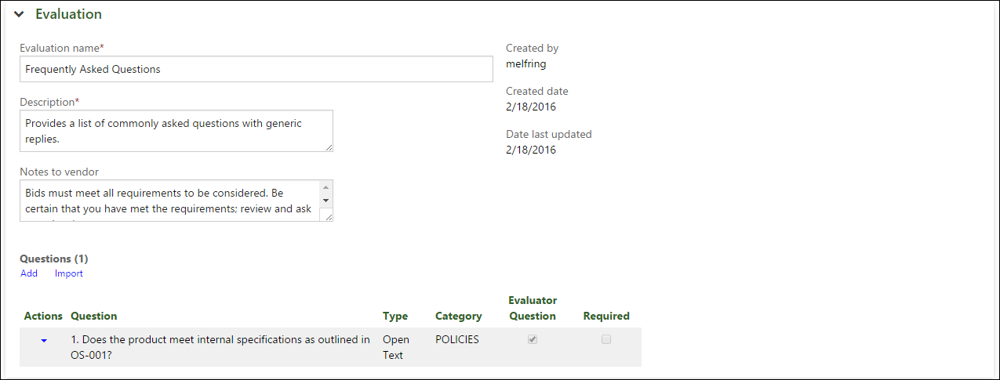 Evaluation
Evaluation name*
Frequently Asked Questions
Description*
Provides a list of commonly asked questions with generic
replies.
Notes to vendor
Bids must meet all requirements to be considered. Be
certain that you have met the requirements; review and ask
Created by
melfring
Created date
2/18/2016
Date last updated
2/18/2016
Questions (1)
Add Import
Evaluator
Actions Question Type Category Question Required
1. Does the product meet internal specifications as outlined in Open POLICIES
OS-001? Text